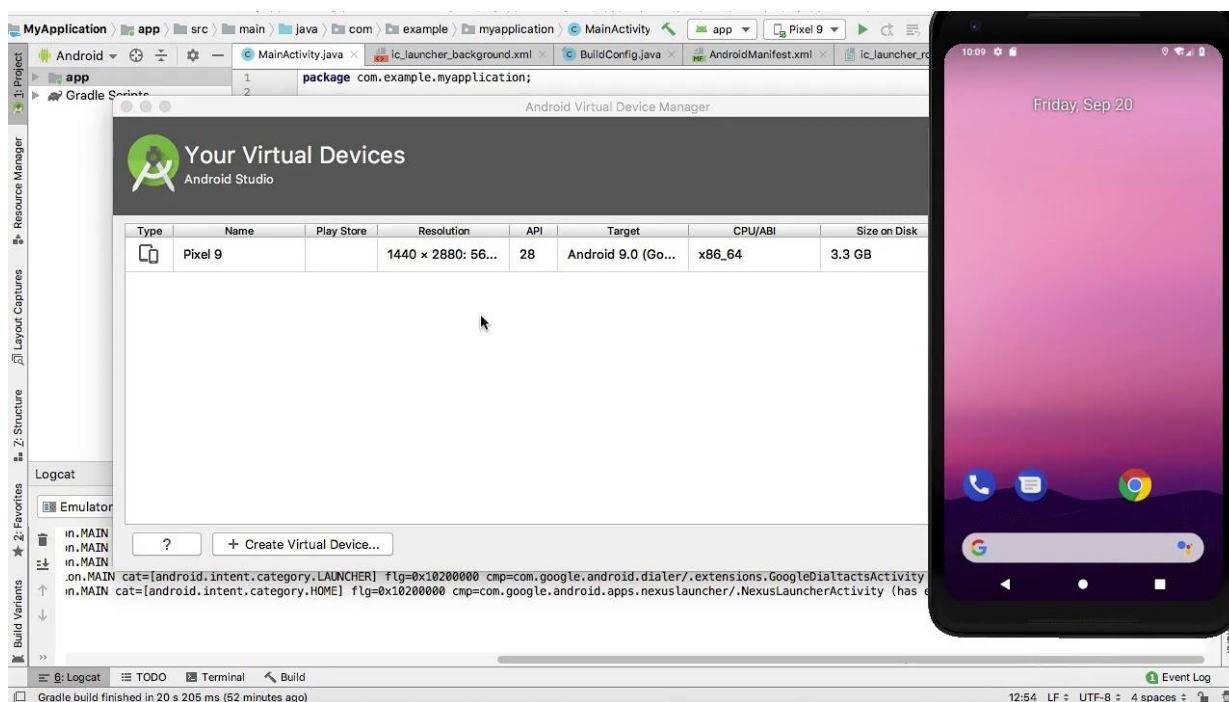 MyApplication app src main java com example myapplication MainActivity app Pixel 9
Android MainActivity.java ic_launcher_background.xml BuildConfig.java AndroidManifest.xml ic_launcher_ro
1: Project
app
Gradle Scripts
1 package com.example.myapplication;
2
Android Virtual Device Manager
Your Virtual Devices
Android Studio
Type Name Play Store Resolution API Target CPU/ABI Size on Disk
Pixel 9 1440 × 2880: 56... 28 Android 9.0 (Go... x86_64 3.3 GB
? + Create Virtual Device...
Resource Manager
Layout Captures
Z: Structure
2: Favorites
Build Variants
Logcat
Emulator
on.MAIN
on.MAIN
on.MAIN
.on.MAIN cat=[android.intent.category.LAUNCHER] flg=0x10200000 cmp=com.google.android.dialer/.extensions.GoogleDialtactsActivity
on.MAIN cat=[android.intent.category.HOME] flg=0x10200000 cmp=com.google.android.apps.nexuslauncher/.NexusLauncherActivity (has e
6: Logcat TODO Terminal Build 1 Event Log
Gradle build finished in 20 s 205 ms (52 minutes ago) 12:54 LF UTF-8 4 spaces
10:09
Friday, Sep 20